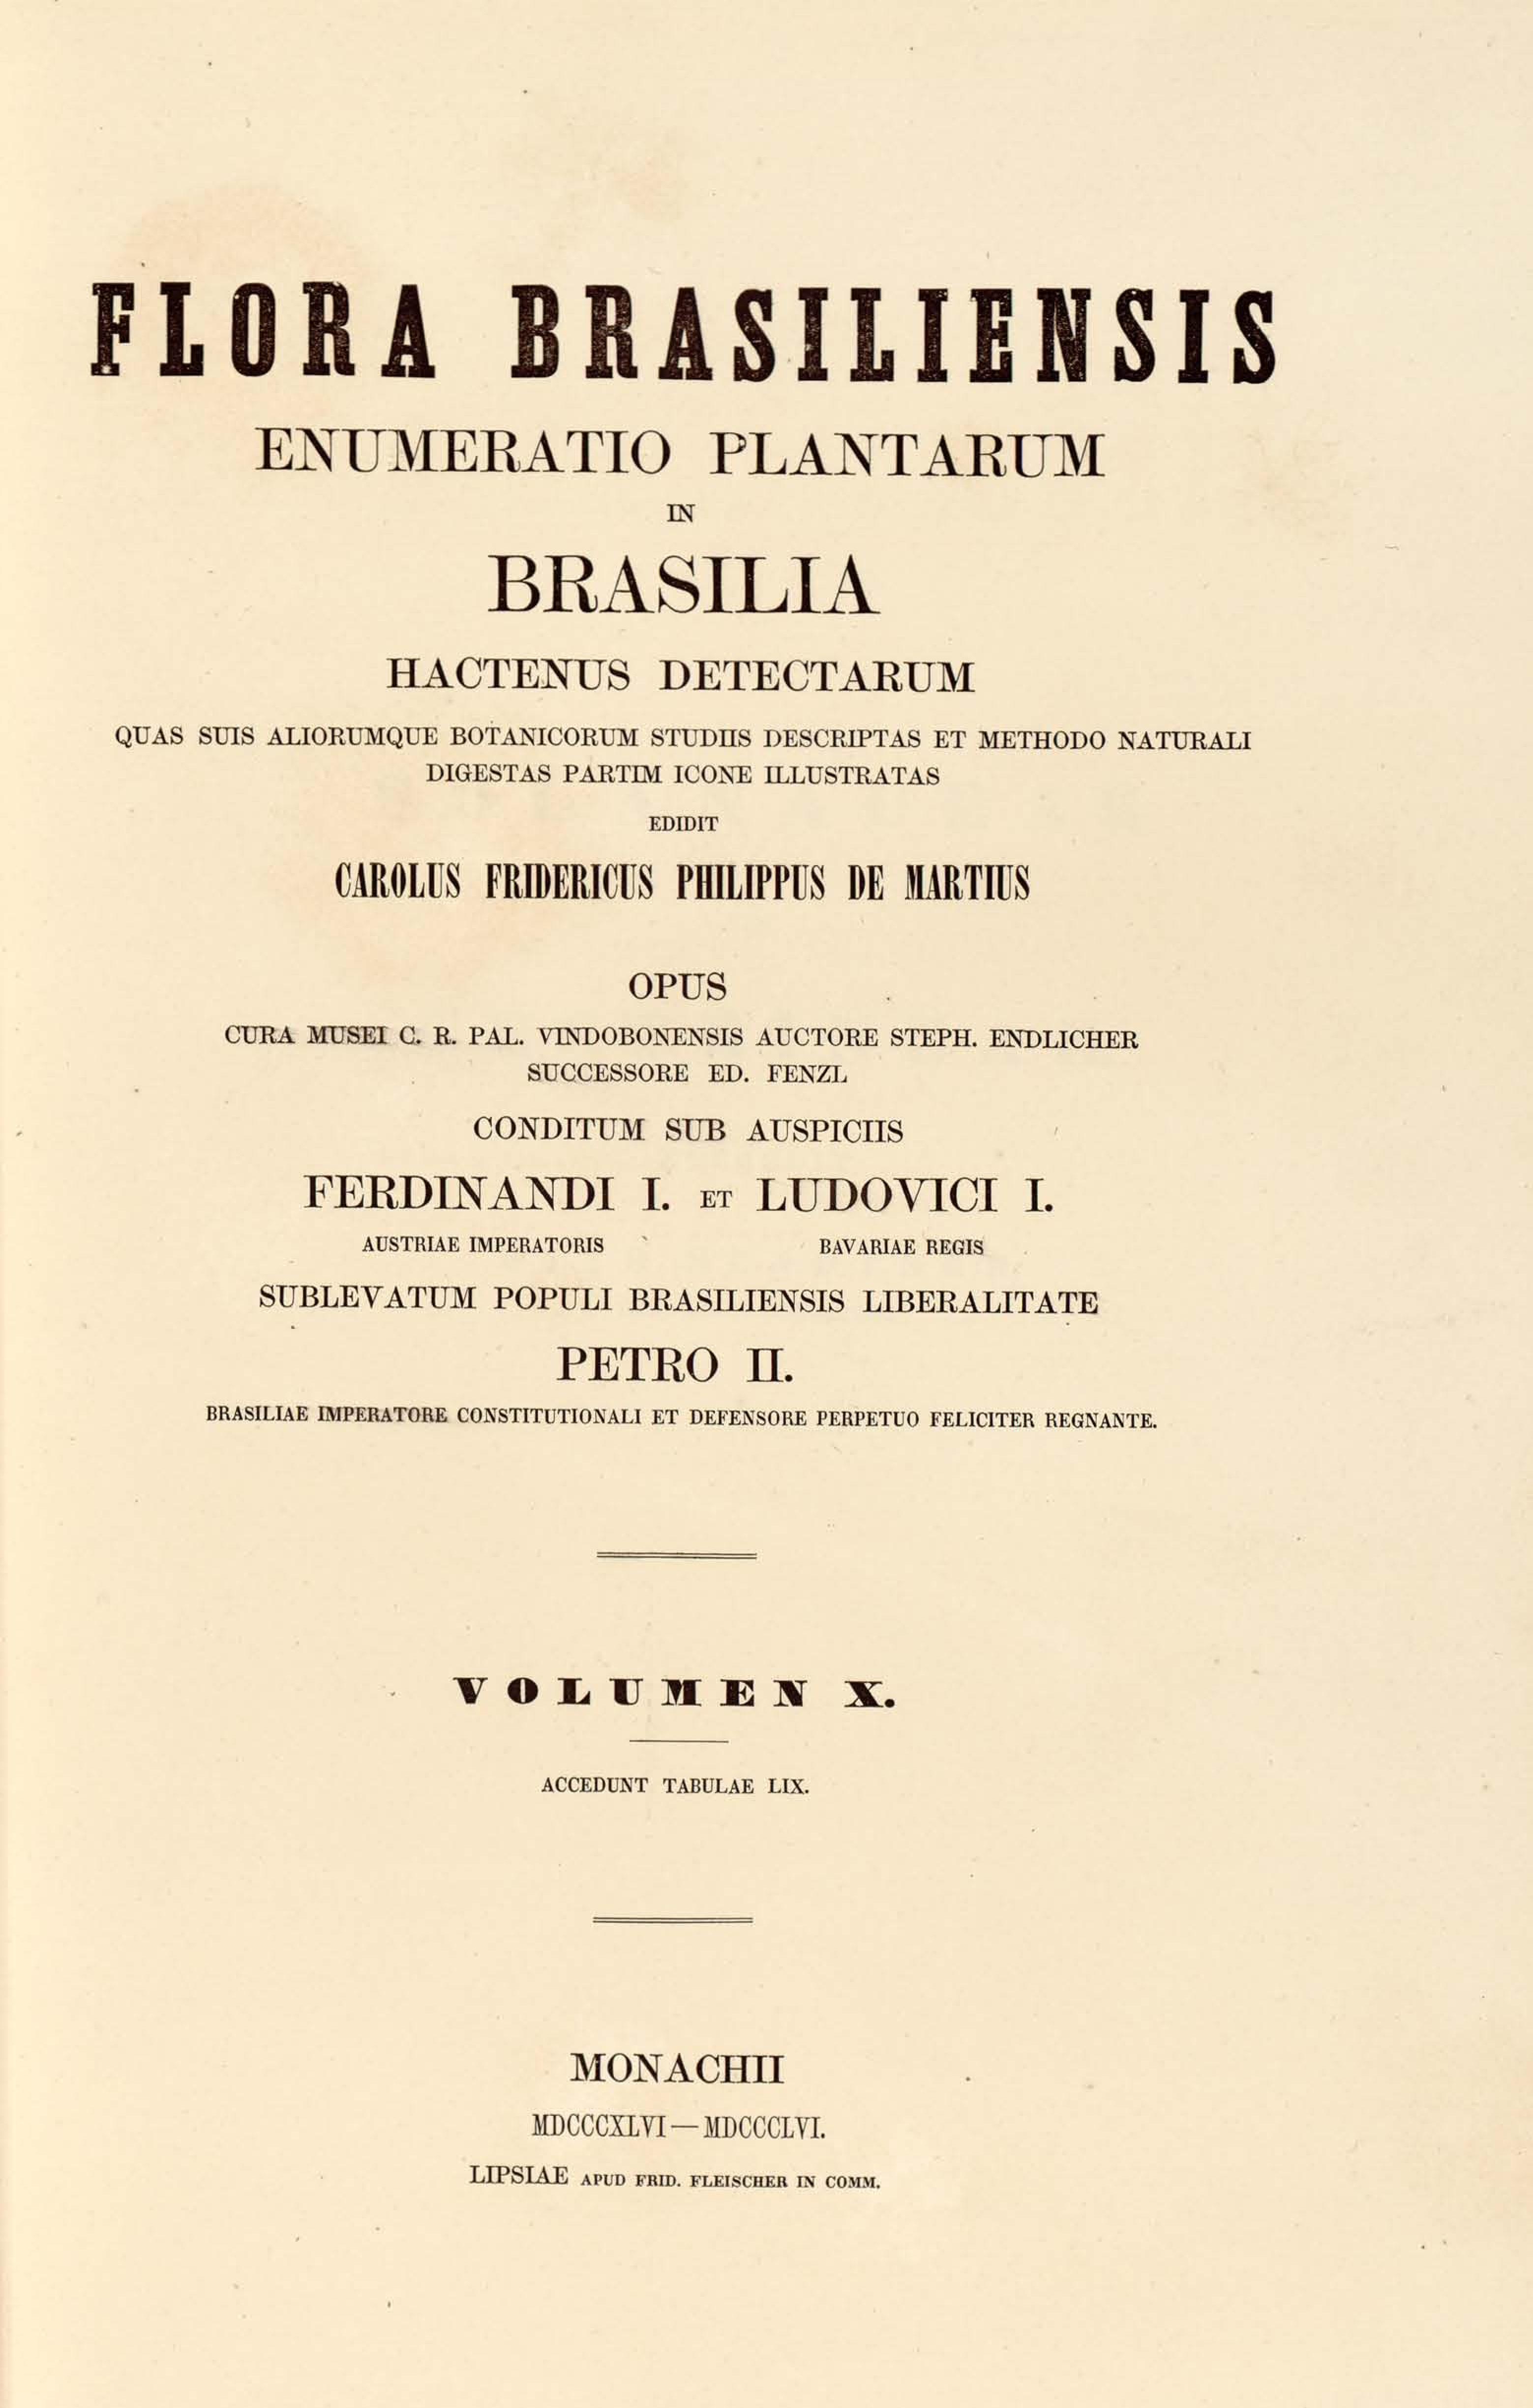 FLORA BRASILIENSIS
ENUMERATIO PLANTARUM
IN
BRASILIA
HACTENUS DETECTARUM
QUAS SUIS ALIORUMQUE BOTANICORUM STUDIIS DESCRIPTAS ET METHODO NATURALI
DIGESTAS PARTIM ICONE ILLUSTRATAS
EDIDIT
CAROLUS FRIDERICUS PHILIPPUS DE MARTIUS
OPUS
CURA MUSEI C. R. PAL. VINDOBONENSIS AUCTORE STEPH. ENDLICHER
SUCCESSORE ED. FENZL
CONDITUM SUB AUSPICIIS
FERDINANDI I. ET LUDOVICI I.
AUSTRIAE IMPERATORIS BAVARIAE REGIS
SUBLEVATUM POPULI BRASILIENSIS LIBERALITATE
PETRO II.
BRASILIAE IMPERATORE CONSTITUTIONALI ET DEFENSORE PERPETUO FELICITER REGNANTE.
VOLUMEN X.
ACCEDUNT TABULAE LIX.
MONACHII
MDCCCXLVI—MDCCCLVI.
LIPSIAE APUD FRID. FLEISCHER IN COMM.